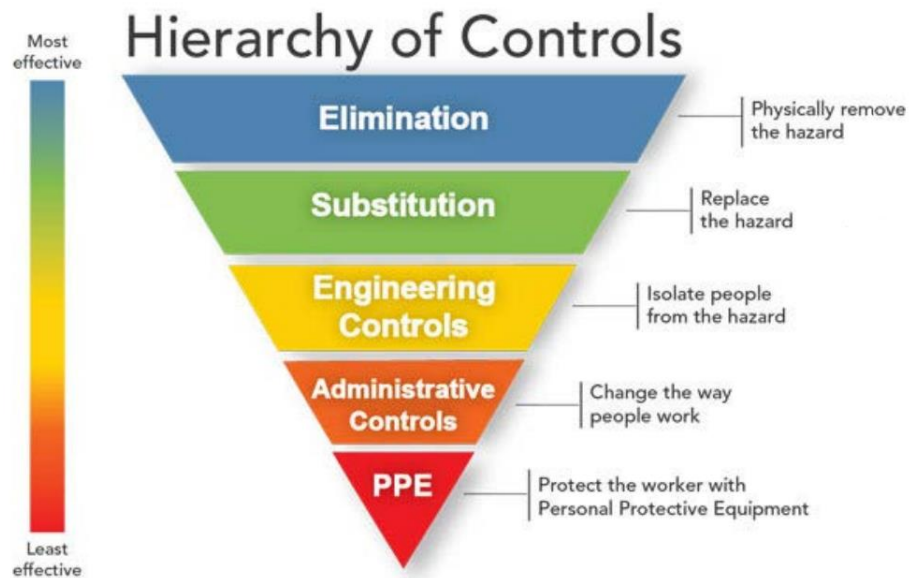 Hierarchy of Controls
Most
effective
Elimination
Physically remove
the hazard
Substitution
Replace
the hazard
Engineering
Controls
Isolate people
from the hazard
Administrative
Controls
Change the way
people work
PPE
Protect the worker with
Personal Protective Equipment
Least
effective